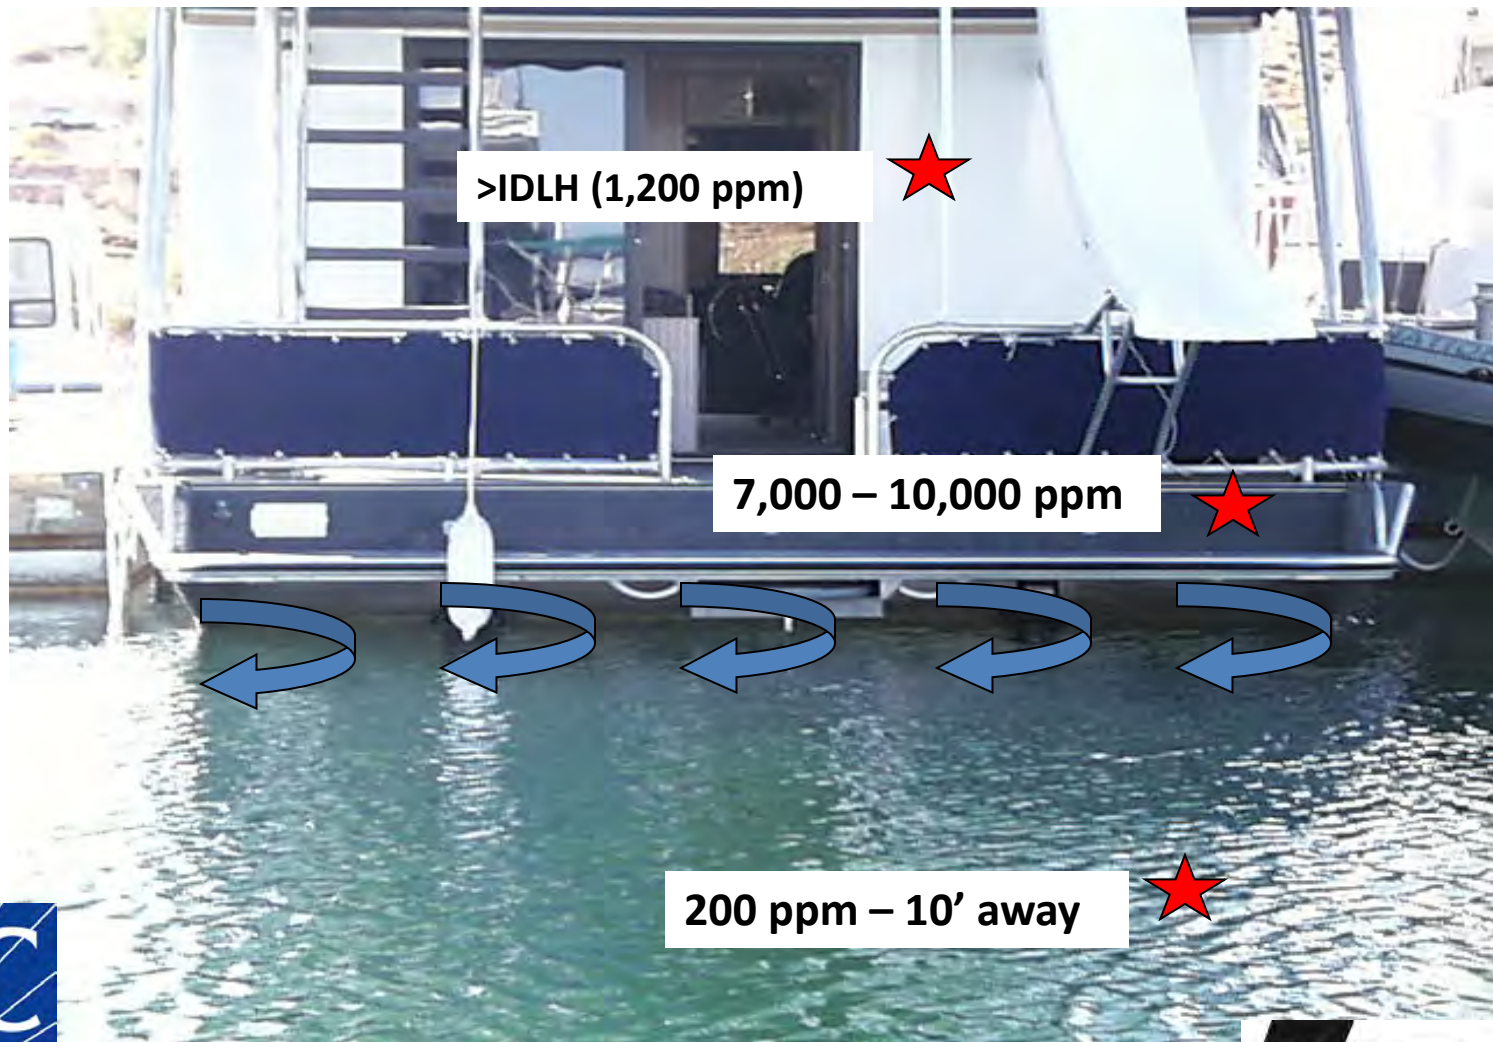 >IDLH (1,200 ppm)
7,000 – 10,000 ppm
200 ppm – 10’ away